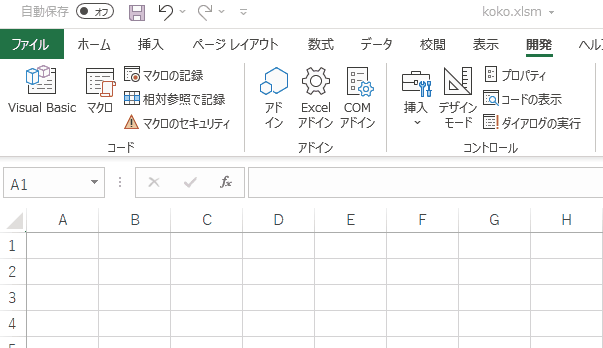 自動保存 オフ koko.xlsm
ファイル ホーム 挿入 ページ レイアウト 数式 データ 校閲 表示 開発
Visual Basic マクロ マクロの記録 相対参照で記録 マクロのセキュリティ
アド イン Excel アドイン COM アドイン
挿入 デザイン モード プロパティ コードの表示 ダイアログの実行
コード アドイン コントロール
A1 fx
A B C D E F G H
1
2
3
4